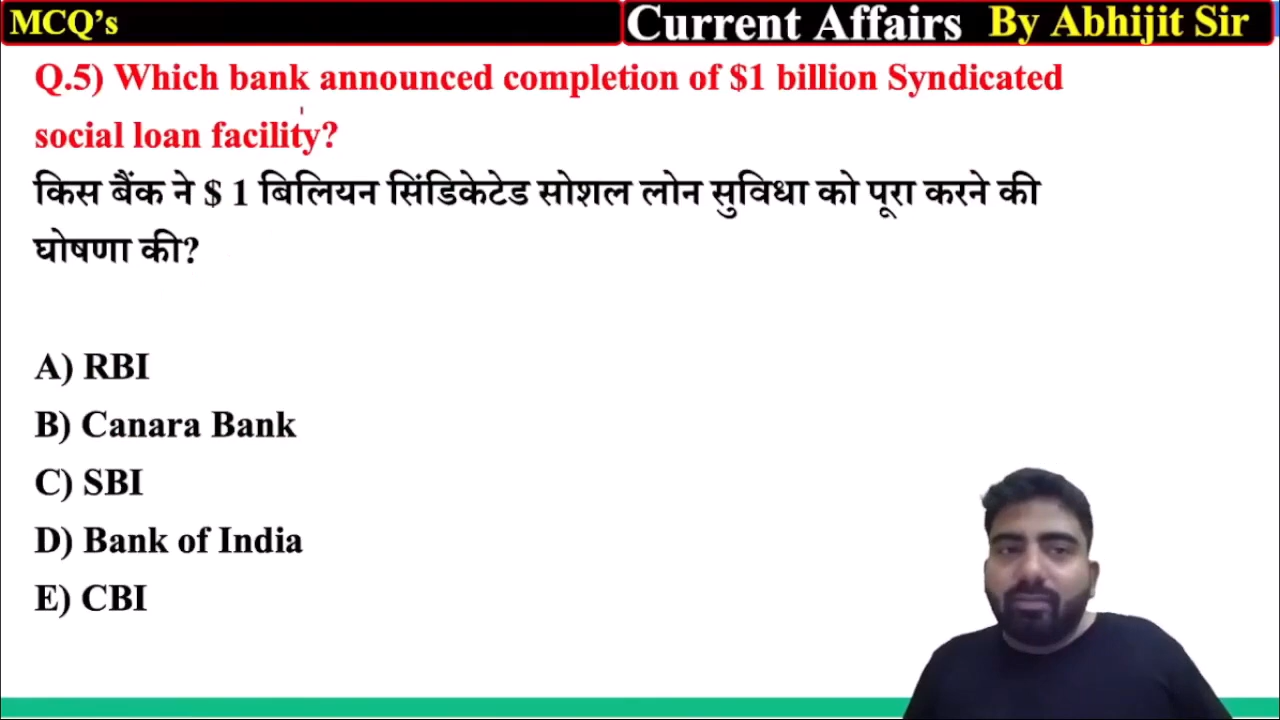 MCQ’s
Current Affairs By Abhijit Sir
Q.5) Which bank announced completion of $1 billion Syndicated
social loan facility?
किस बैंक ने $ 1 बिलियन सिंडिकेटेड सोशल लोन सुविधा को पूरा करने की
घोषणा की?
A) RBI
B) Canara Bank
C) SBI
D) Bank of India
E) CBI